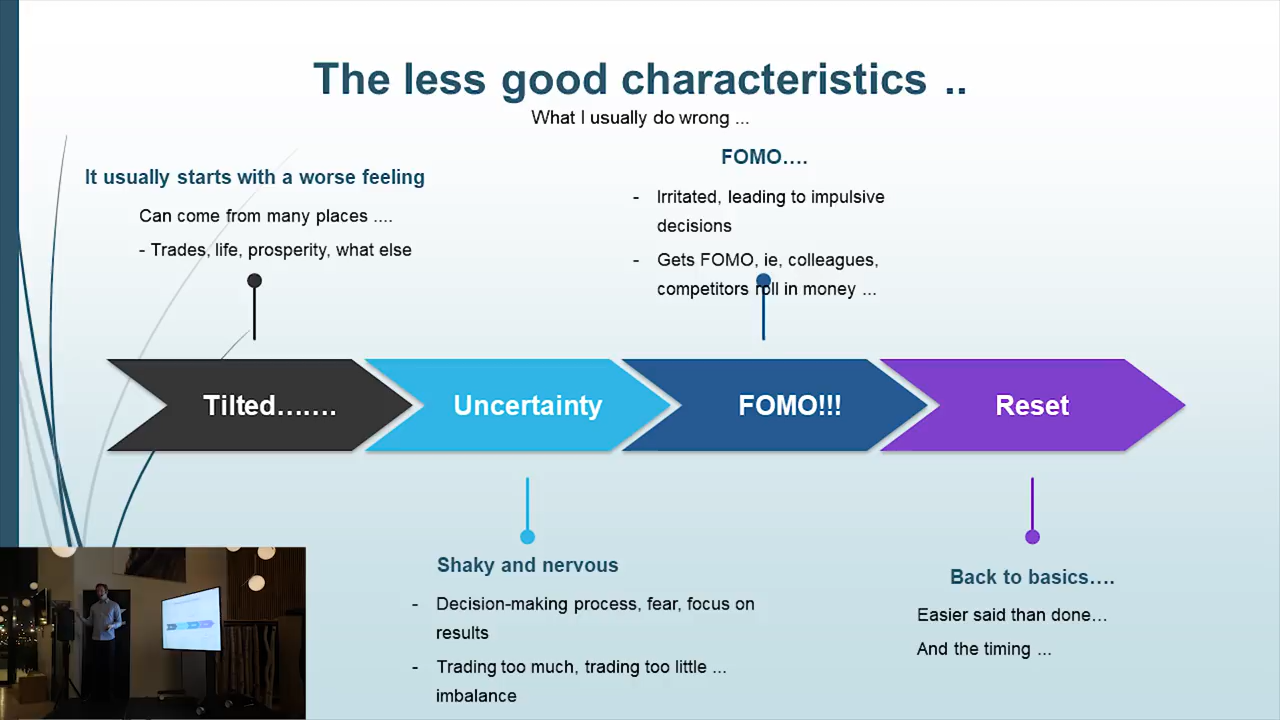 The less good characteristics ..
What I usually do wrong ...
It usually starts with a worse feeling
Can come from many places ....
- Trades, life, prosperity, what else
FOMO....
- Irritated, leading to impulsive
decisions
- Gets FOMO, ie, colleagues,
competitors roll in money ...
Tilted.......
Uncertainty
FOMO!!!
Reset
Shaky and nervous
- Decision-making process, fear, focus on
results
- Trading too much, trading too little ...
imbalance
Back to basics....
Easier said than done...
And the timing ...